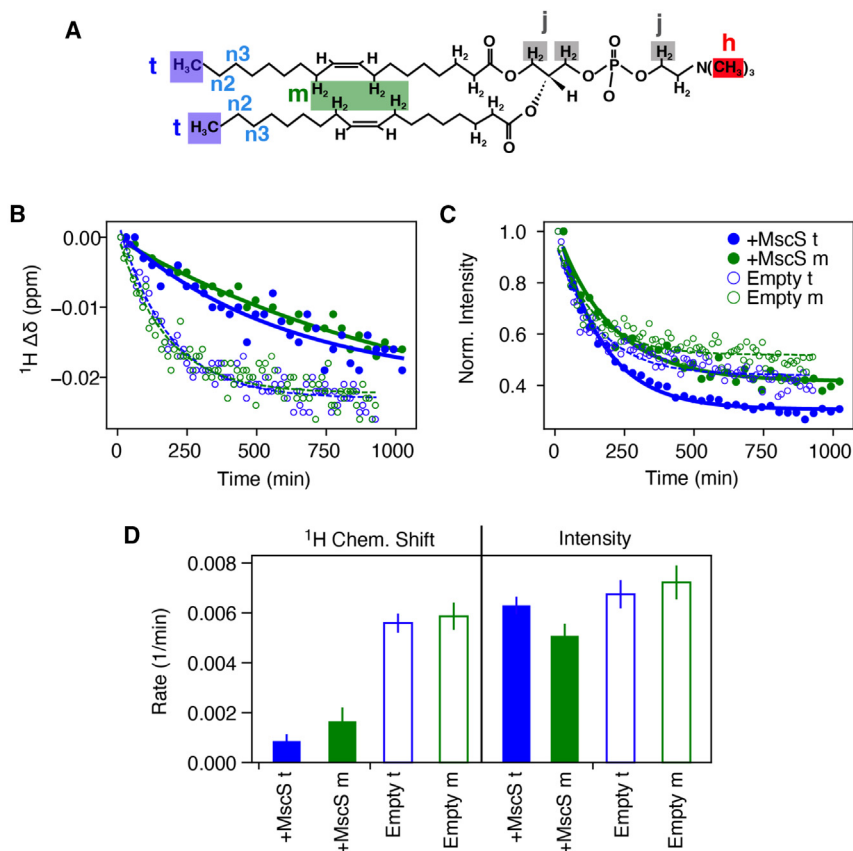 A
j
j
h
t
n3
H
H
H₂
O
H₂
H₂
O
H₂
H₃C
O
O
P
O
N(CH₃)₃
n2
H₂
H₂
H₂
O
H
H₂
m
n2
H₂
H₂
H₂
O
t
H₃C
n3
H
H
H₂
O
B
C
0.00
−0.01
−0.02
¹H Δδ (ppm)
0
250
500
750
1000
Time (min)
1.0
0.8
0.6
0.4
Norm. Intensity
+MscS t
+MscS m
Empty t
Empty m
0
250
500
750
1000
Time (min)
D
¹H Chem. Shift
Intensity
0.008
0.006
0.004
0.002
0.000
Rate (1/min)
+MscS t
+MscS m
Empty t
Empty m
+MscS t
+MscS m
Empty t
Empty m